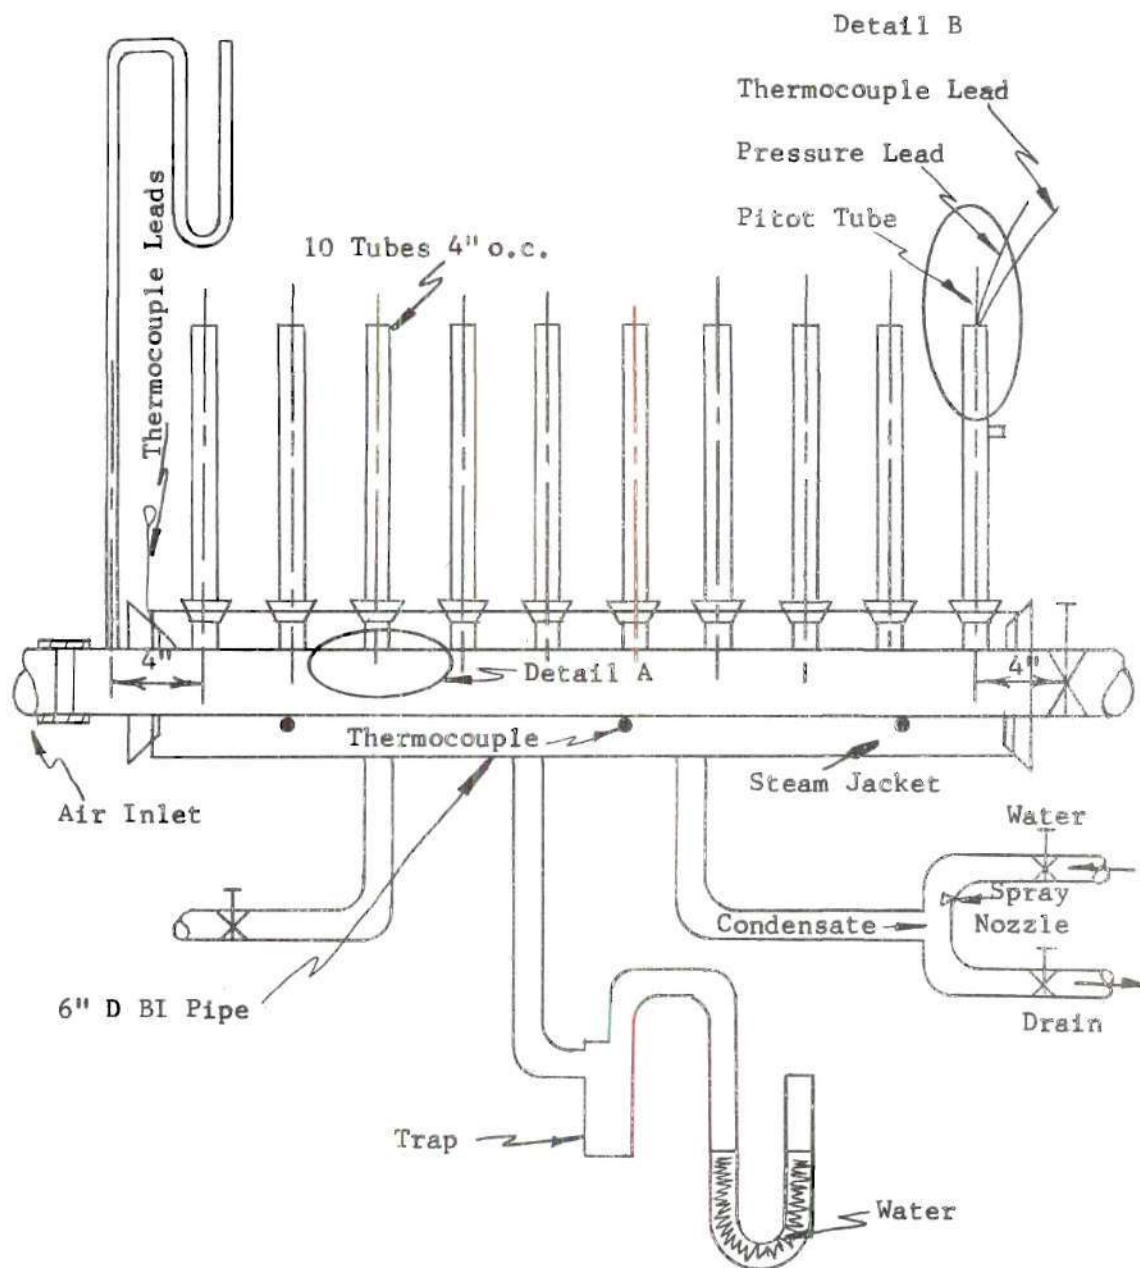 Detail B
Thermocouple Lead
Pressure Lead
Pitot Tube
Thermocouple Leads
10 Tubes 4" o.c.
4"
Detail A
4"
Thermocouple
Steam Jacket
Air Inlet
Water
Spray
Nozzle
Condensate
6" D BI Pipe
Drain
Trap
Water